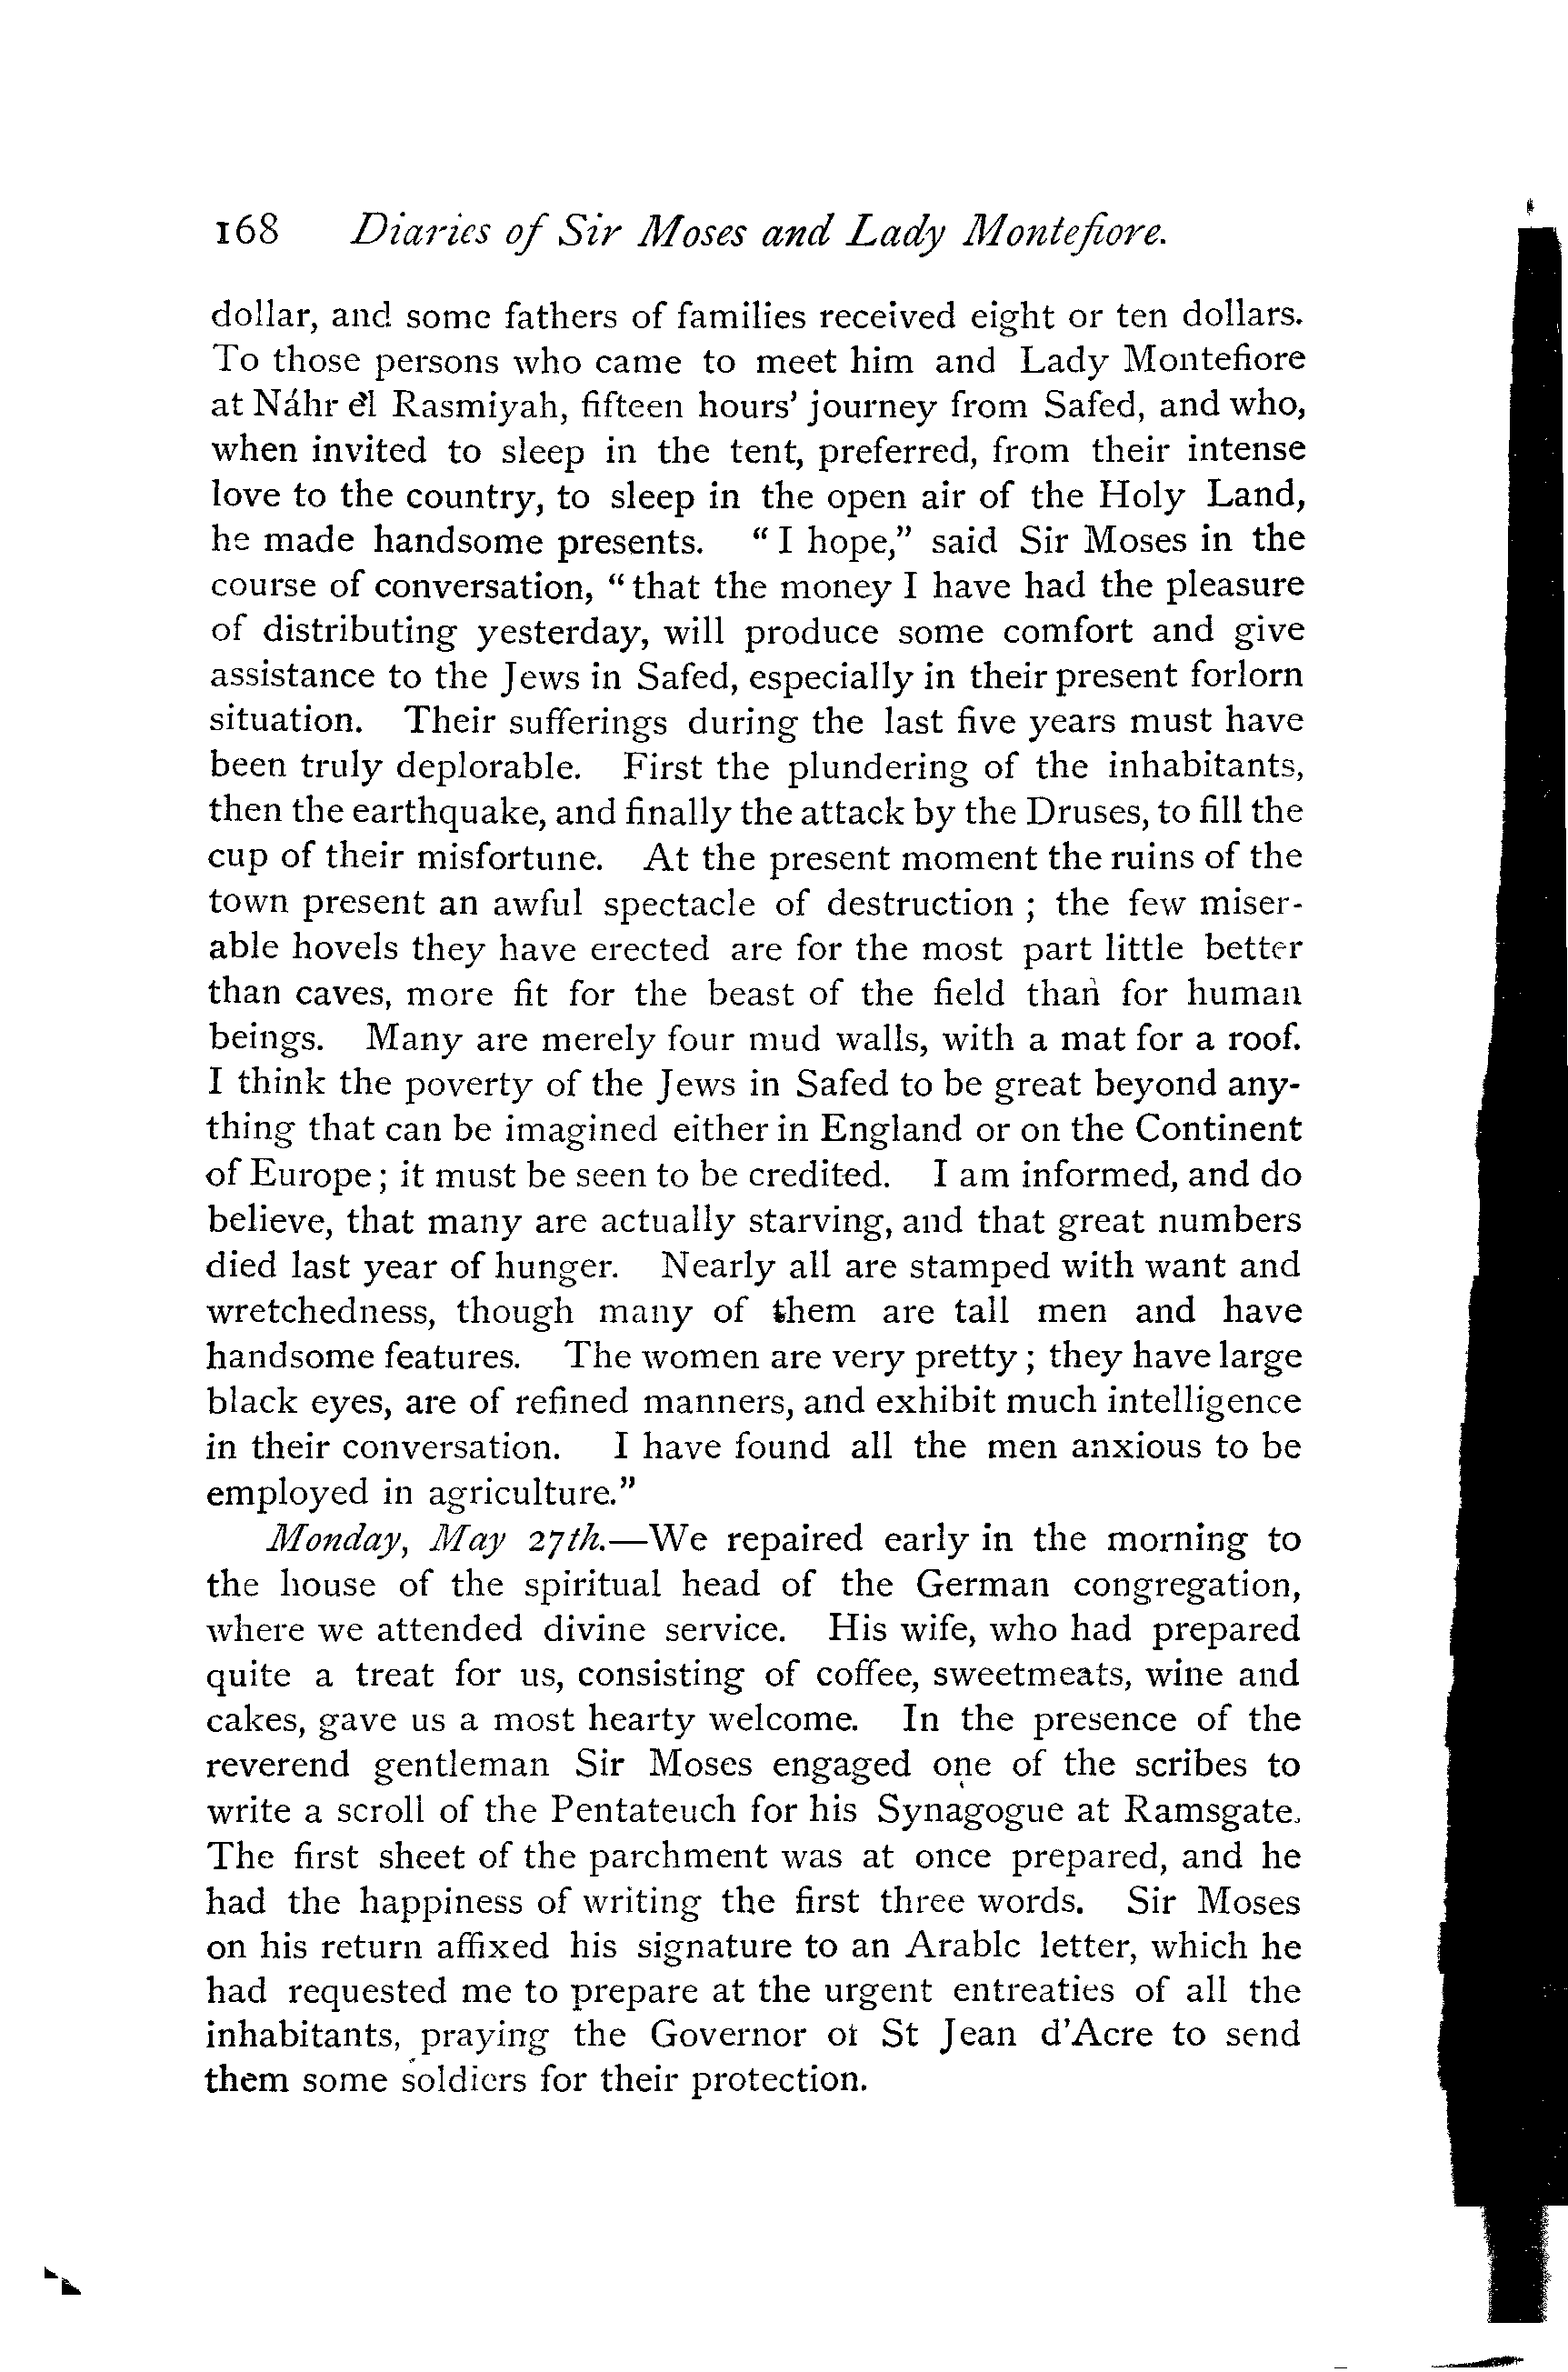 168 Diaries of Sir Moses and Lady Montefiore.
dollar, and some fathers of families received eight or ten dollars.
To those persons who came to meet him and Lady Montefiore
at Náhr él Rasmiyah, fifteen hours' journey from Safed, and who,
when invited to sleep in the tent, preferred, from their intense
love to the country, to sleep in the open air of the Holy Land,
he made handsome presents. "I hope," said Sir Moses in the
course of conversation, "that the money I have had the pleasure
of distributing yesterday, will produce some comfort and give
assistance to the Jews in Safed, especially in their present forlorn
situation. Their sufferings during the last five years must have
been truly deplorable. First the plundering of the inhabitants,
then the earthquake, and finally the attack by the Druses, to fill the
cup of their misfortune. At the present moment the ruins of the
town present an awful spectacle of destruction ; the few miser-
able hovels they have erected are for the most part little better
than caves, more fit for the beast of the field than for human
beings. Many are merely four mud walls, with a mat for a roof.
I think the poverty of the Jews in Safed to be great beyond any-
thing that can be imagined either in England or on the Continent
of Europe ; it must be seen to be credited. I am informed, and do
believe, that many are actually starving, and that great numbers
died last year of hunger. Nearly all are stamped with want and
wretchedness, though many of them are tall men and have
handsome features. The women are very pretty ; they have large
black eyes, are of refined manners, and exhibit much intelligence
in their conversation. I have found all the men anxious to be
employed in agriculture."
Monday, May 27th.—We repaired early in the morning to
the house of the spiritual head of the German congregation,
where we attended divine service. His wife, who had prepared
quite a treat for us, consisting of coffee, sweetmeats, wine and
cakes, gave us a most hearty welcome. In the presence of the
reverend gentleman Sir Moses engaged one of the scribes to
write a scroll of the Pentateuch for his Synagogue at Ramsgate.
The first sheet of the parchment was at once prepared, and he
had the happiness of writing the first three words. Sir Moses
on his return affixed his signature to an Arabic letter, which he
had requested me to prepare at the urgent entreaties of all the
inhabitants, praying the Governor of St Jean d'Acre to send
them some soldiers for their protection.